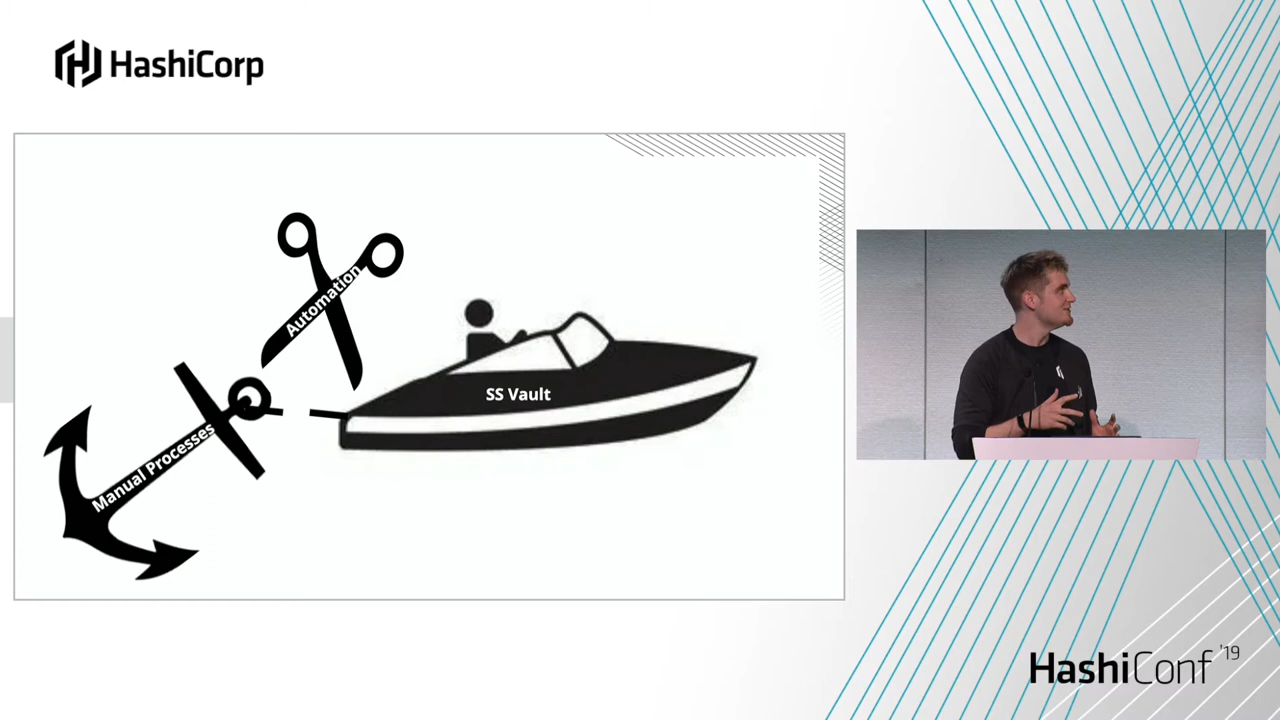 HashiCorp
Automation
SS Vault
Manual Processes
HashiConf '19